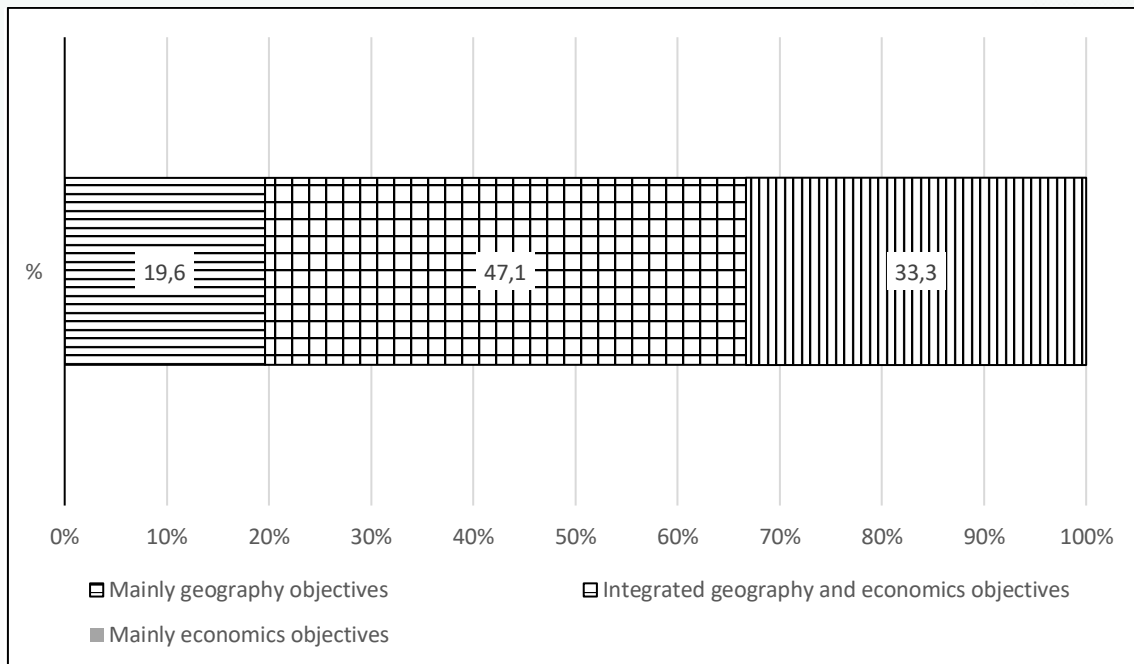 %
19,6
47,1
33,3
0% 10% 20% 30% 40% 50% 60% 70% 80% 90% 100%
Mainly geography objectives Integrated geography and economics objectives
Mainly economics objectives